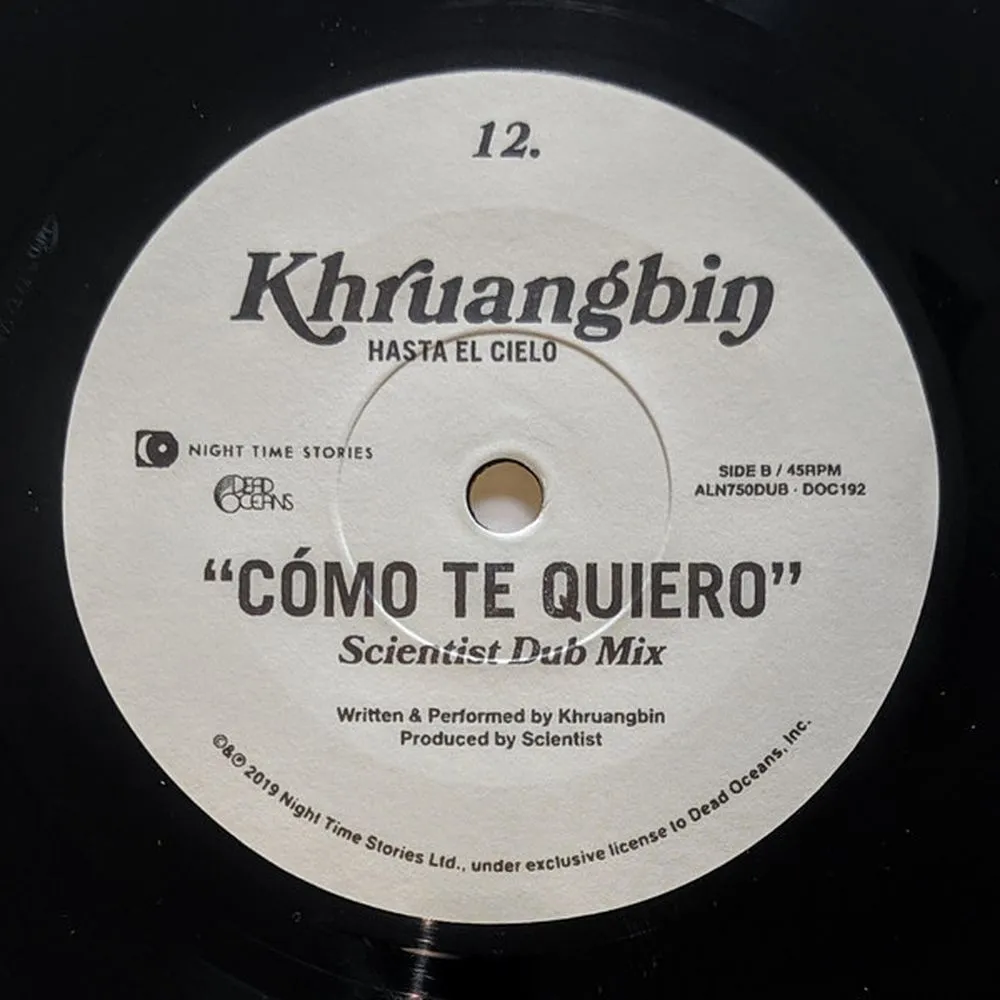 12.
Khruangbin
HASTA EL CIELO
NIGHT TIME STORIES
DEAD
OCEANS
SIDE B / 45RPM
ALN750DUB · DOC192
“CÓMO TE QUIERO”
Scientist Dub Mix
Written & Performed by Khruangbin
Produced by Scientist
©&℗ 2019 Night Time Stories Ltd., under exclusive license to Dead Oceans, Inc.